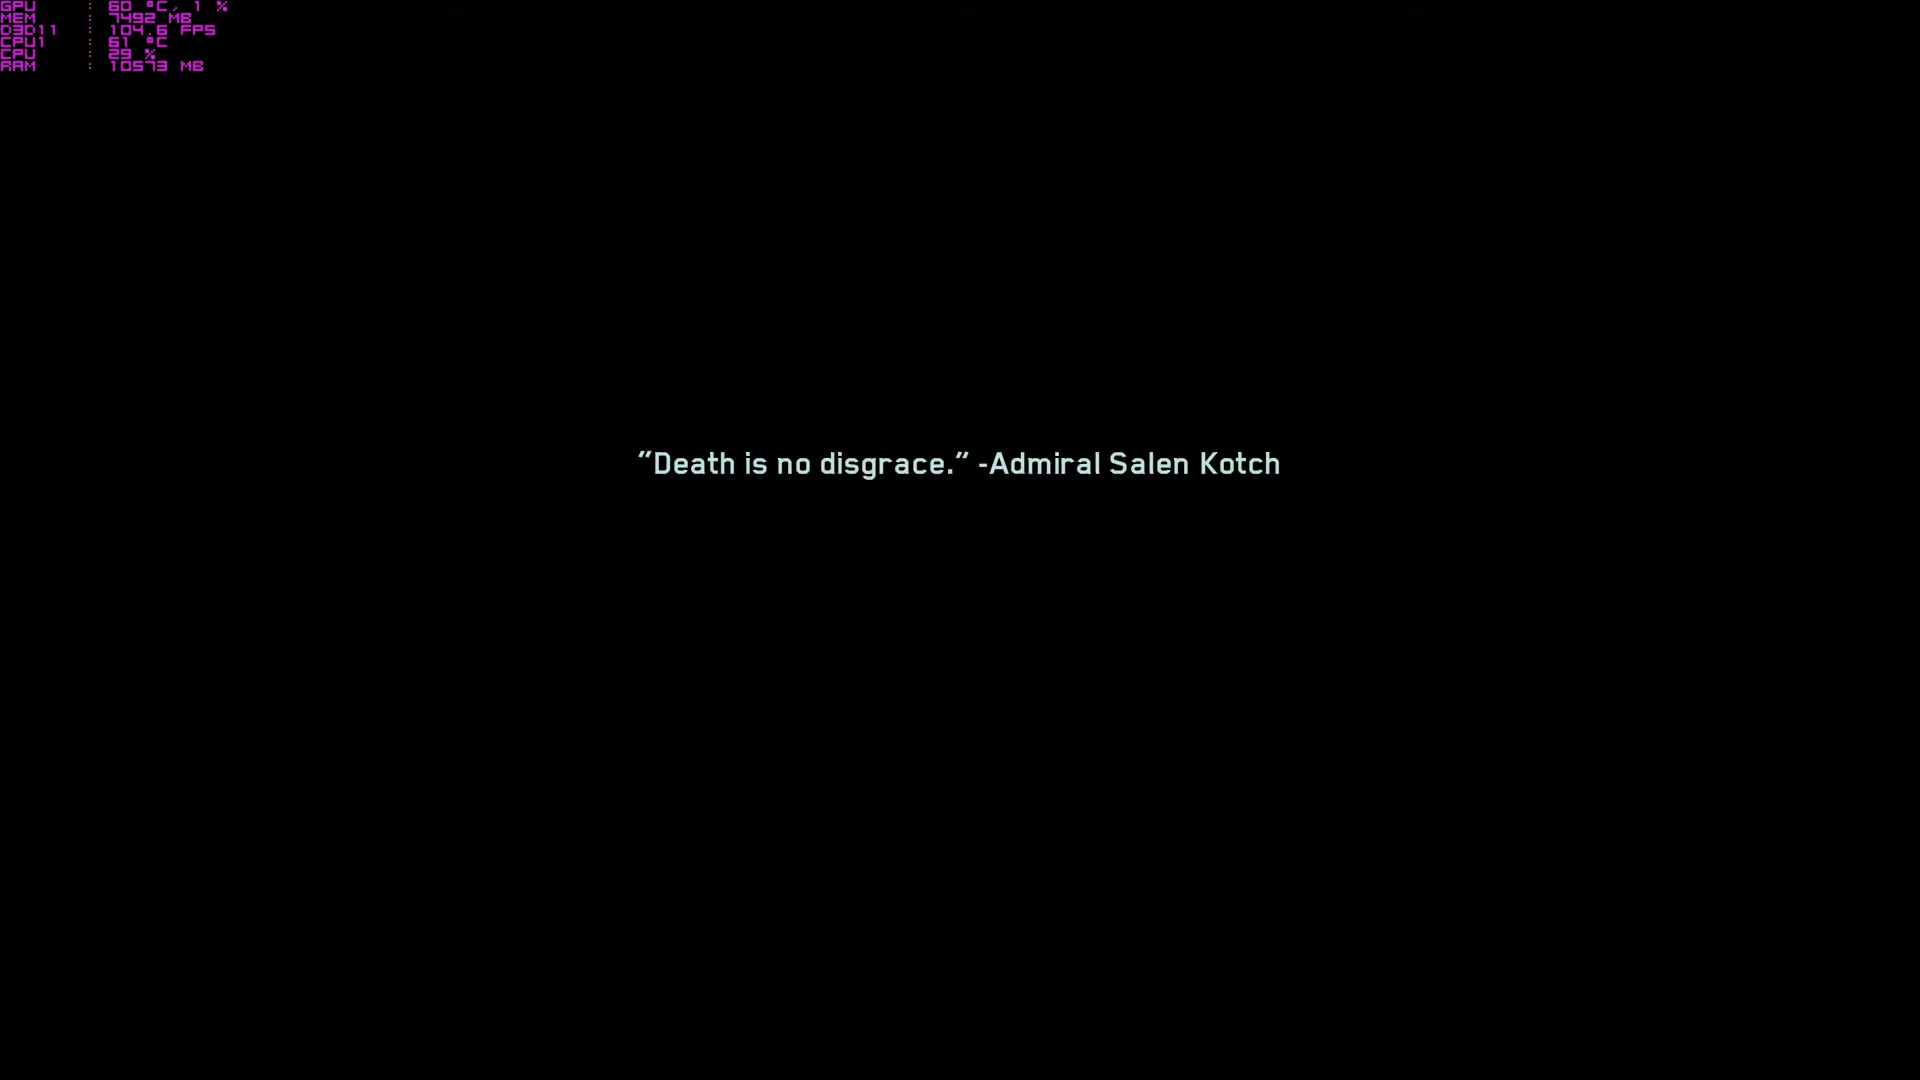 GPU : 60 °C, 1 %
MEM : 7492 MB
D3D11 : 104.6 FPS
CPU1 : 61 °C
CPU : 29 %
RAM : 10573 MB
“Death is no disgrace.” -Admiral Salen Kotch